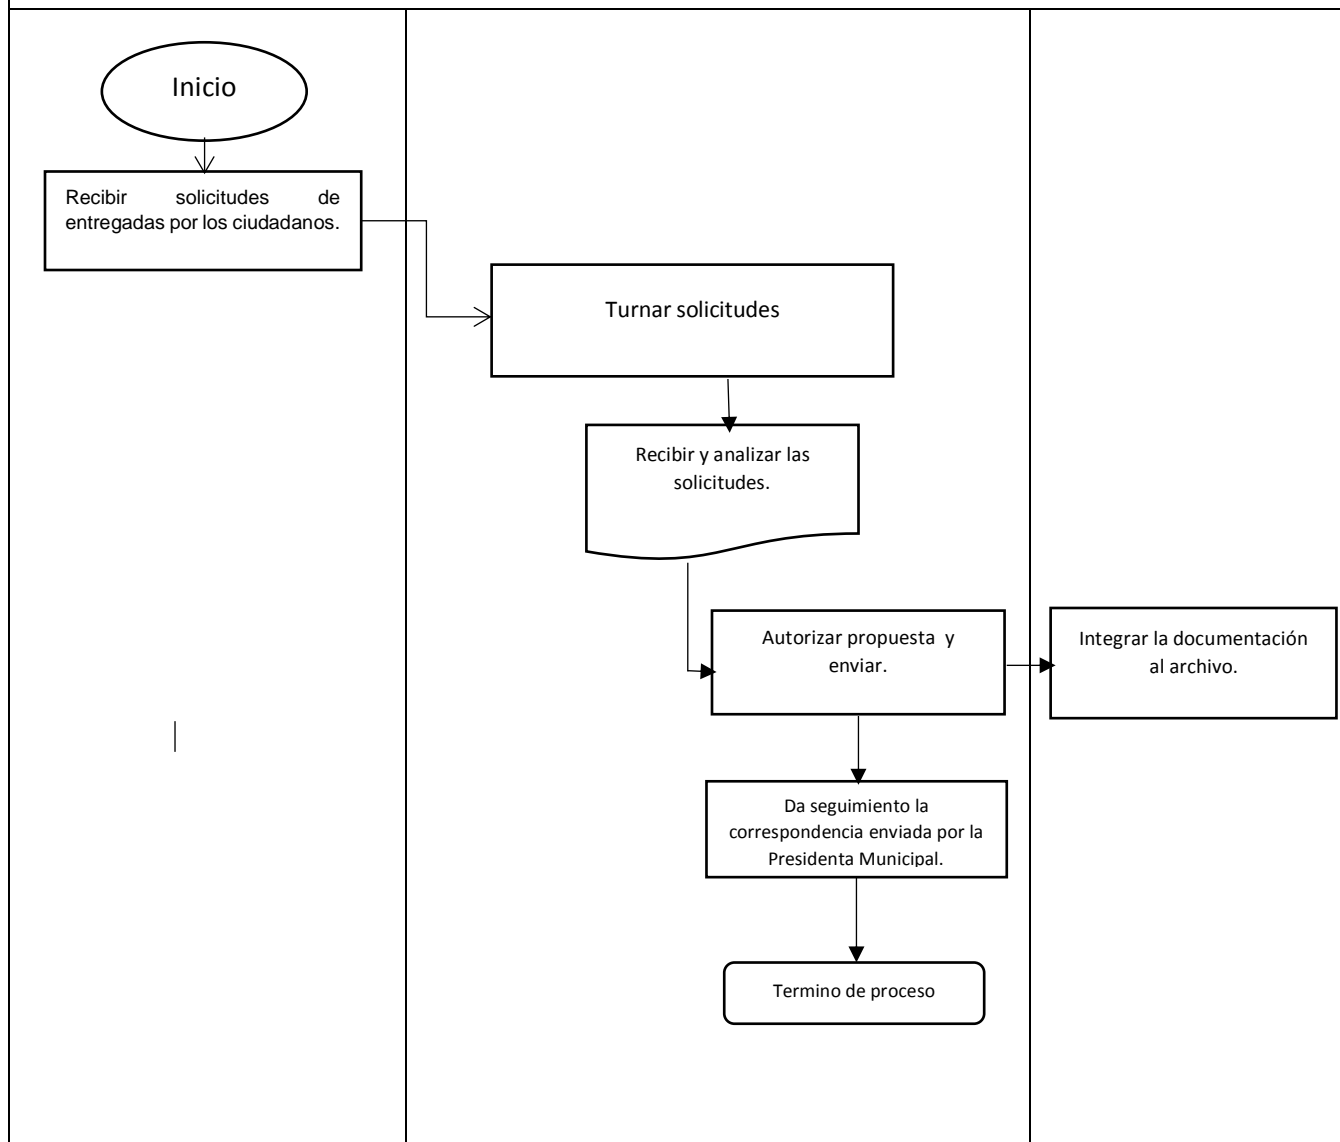 Inicio
Recibir solicitudes de
entregadas por los ciudadanos.
Turnar solicitudes
Recibir y analizar las
solicitudes.
Autorizar propuesta y
enviar.
Integrar la documentación
al archivo.
Da seguimiento la
correspondencia enviada por la
Presidenta Municipal.
Termino de proceso